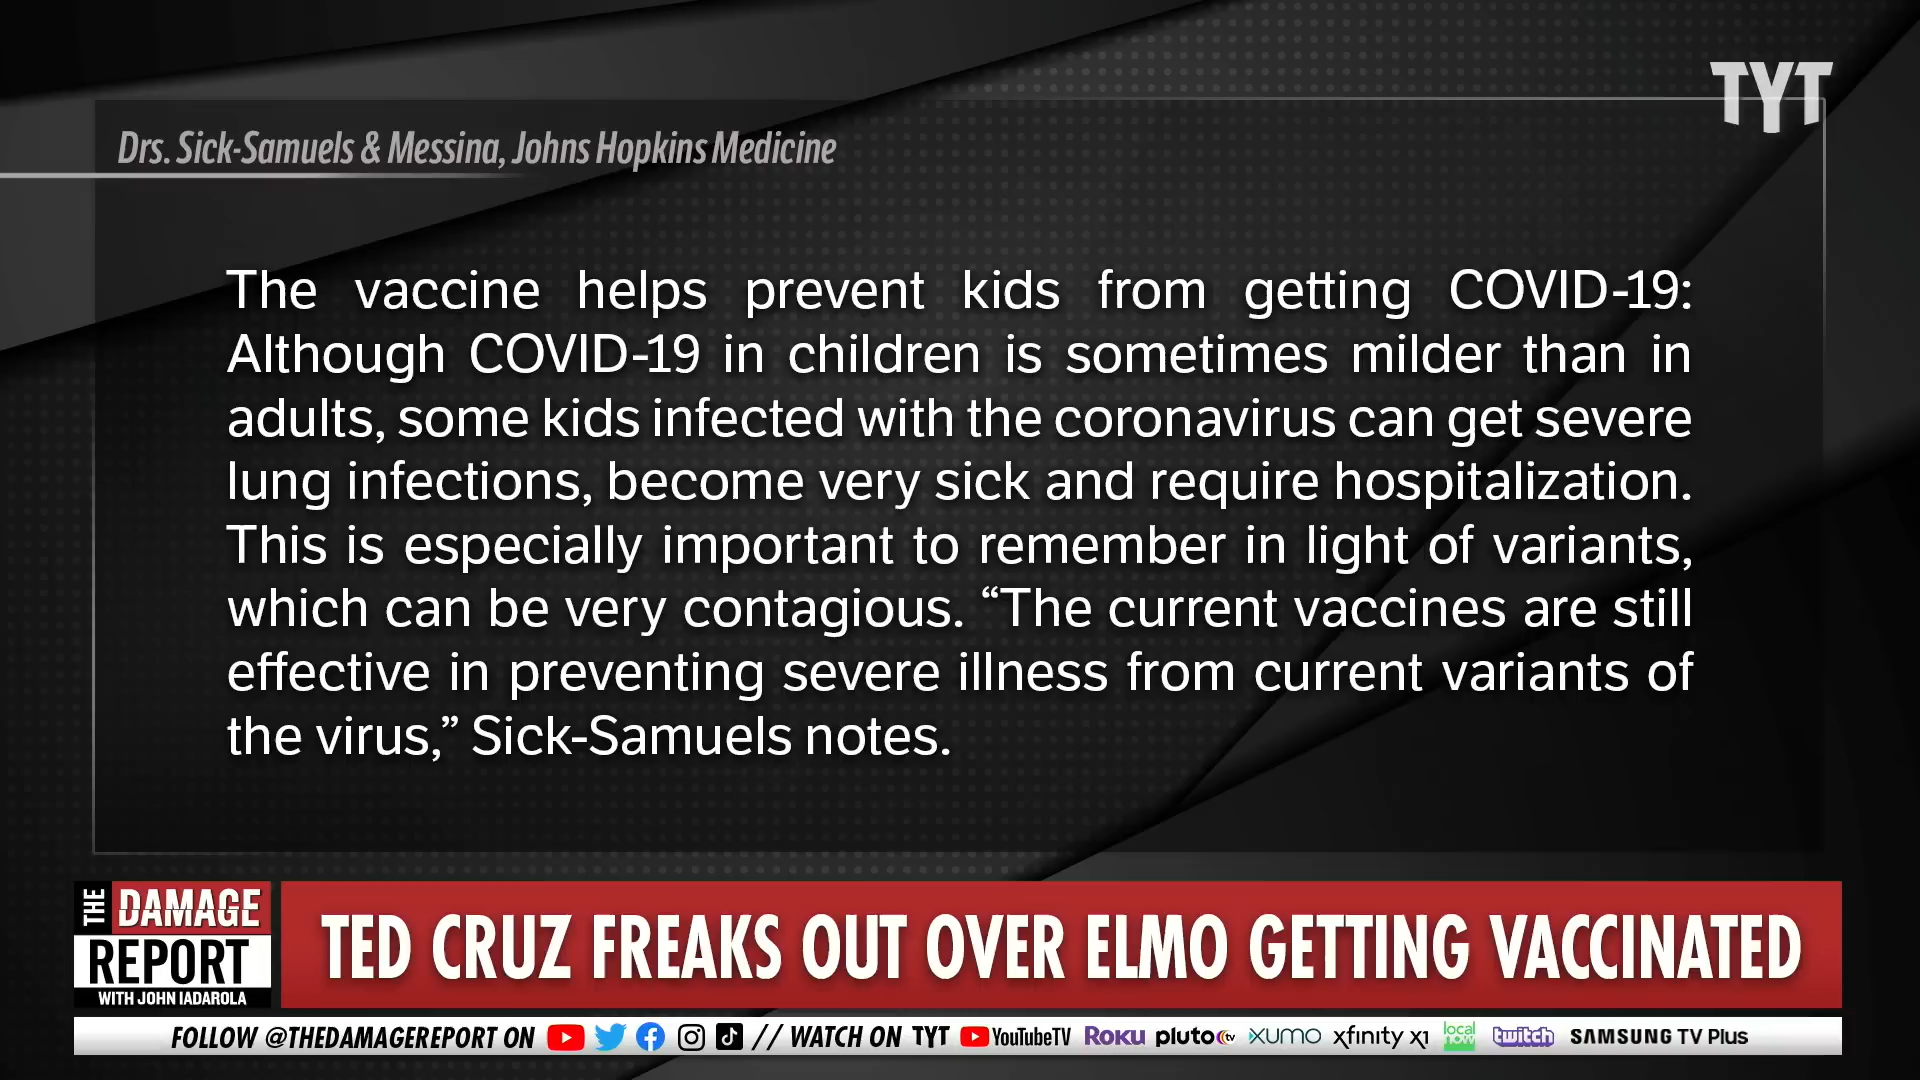 TYT
Drs. Sick-Samuels & Messina, Johns Hopkins Medicine
The vaccine helps prevent kids from getting COVID-19:
Although COVID-19 in children is sometimes milder than in
adults, some kids infected with the coronavirus can get severe
lung infections, become very sick and require hospitalization.
This is especially important to remember in light of variants,
which can be very contagious. “The current vaccines are still
effective in preventing severe illness from current variants of
the virus,” Sick-Samuels notes.
THE DAMAGE
REPORT
WITH JOHN IADAROLA
TED CRUZ FREAKS OUT OVER ELMO GETTING VACCINATED
FOLLOW @THEDAMAGEREPORT ON // WATCH ON TYT YouTubeTV Roku pluto tv XUMO xfinity x1 local now twitch SAMSUNG TV Plus